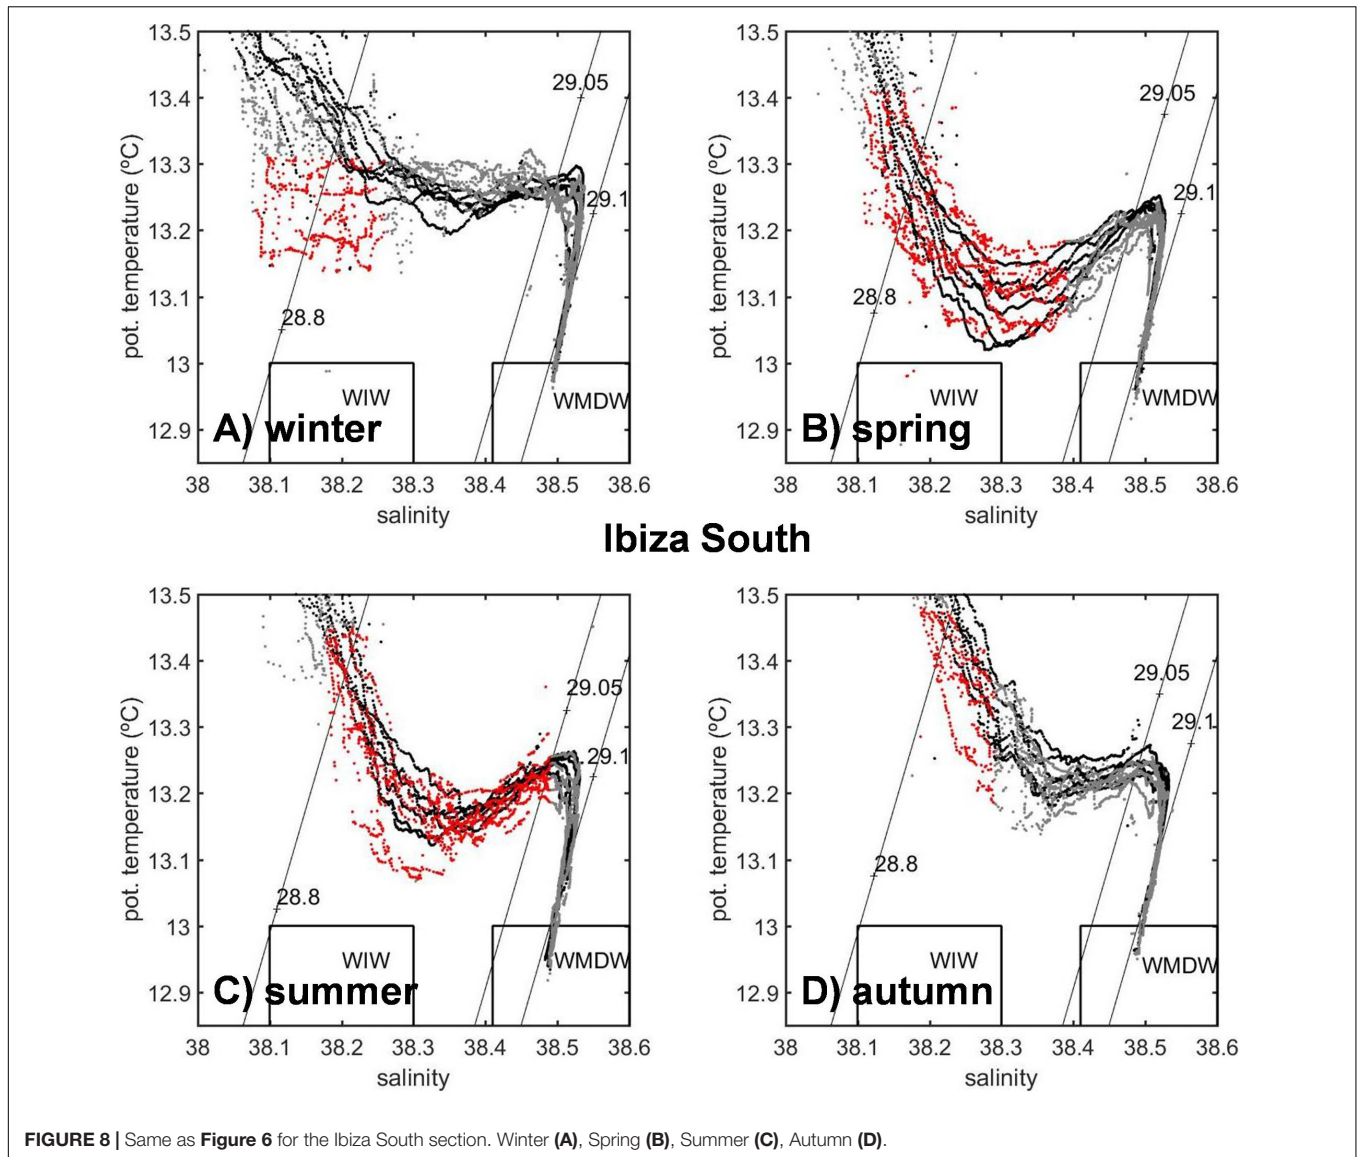 13.5
13.4
13.3
13.2
13.1
13
12.9
pot. temperature (ºC)
29.05
29.1
28.8
WIW
WMDW
A) winter
38 38.1 38.2 38.3 38.4 38.5 38.6
salinity
13.5
13.4
13.3
13.2
13.1
13
12.9
pot. temperature (ºC)
29.05
29.1
28.8
WIW
WMDW
B) spring
38 38.1 38.2 38.3 38.4 38.5 38.6
salinity
Ibiza South
13.5
13.4
13.3
13.2
13.1
13
12.9
pot. temperature (ºC)
29.05
29.1
28.8
WIW
WMDW
C) summer
38 38.1 38.2 38.3 38.4 38.5 38.6
salinity
13.5
13.4
13.3
13.2
13.1
13
12.9
pot. temperature (ºC)
29.05
29.1
28.8
WIW
WMDW
D) autumn
38 38.1 38.2 38.3 38.4 38.5 38.6
salinity
FIGURE 8 | Same as Figure 6 for the Ibiza South section. Winter (A), Spring (B), Summer (C), Autumn (D).